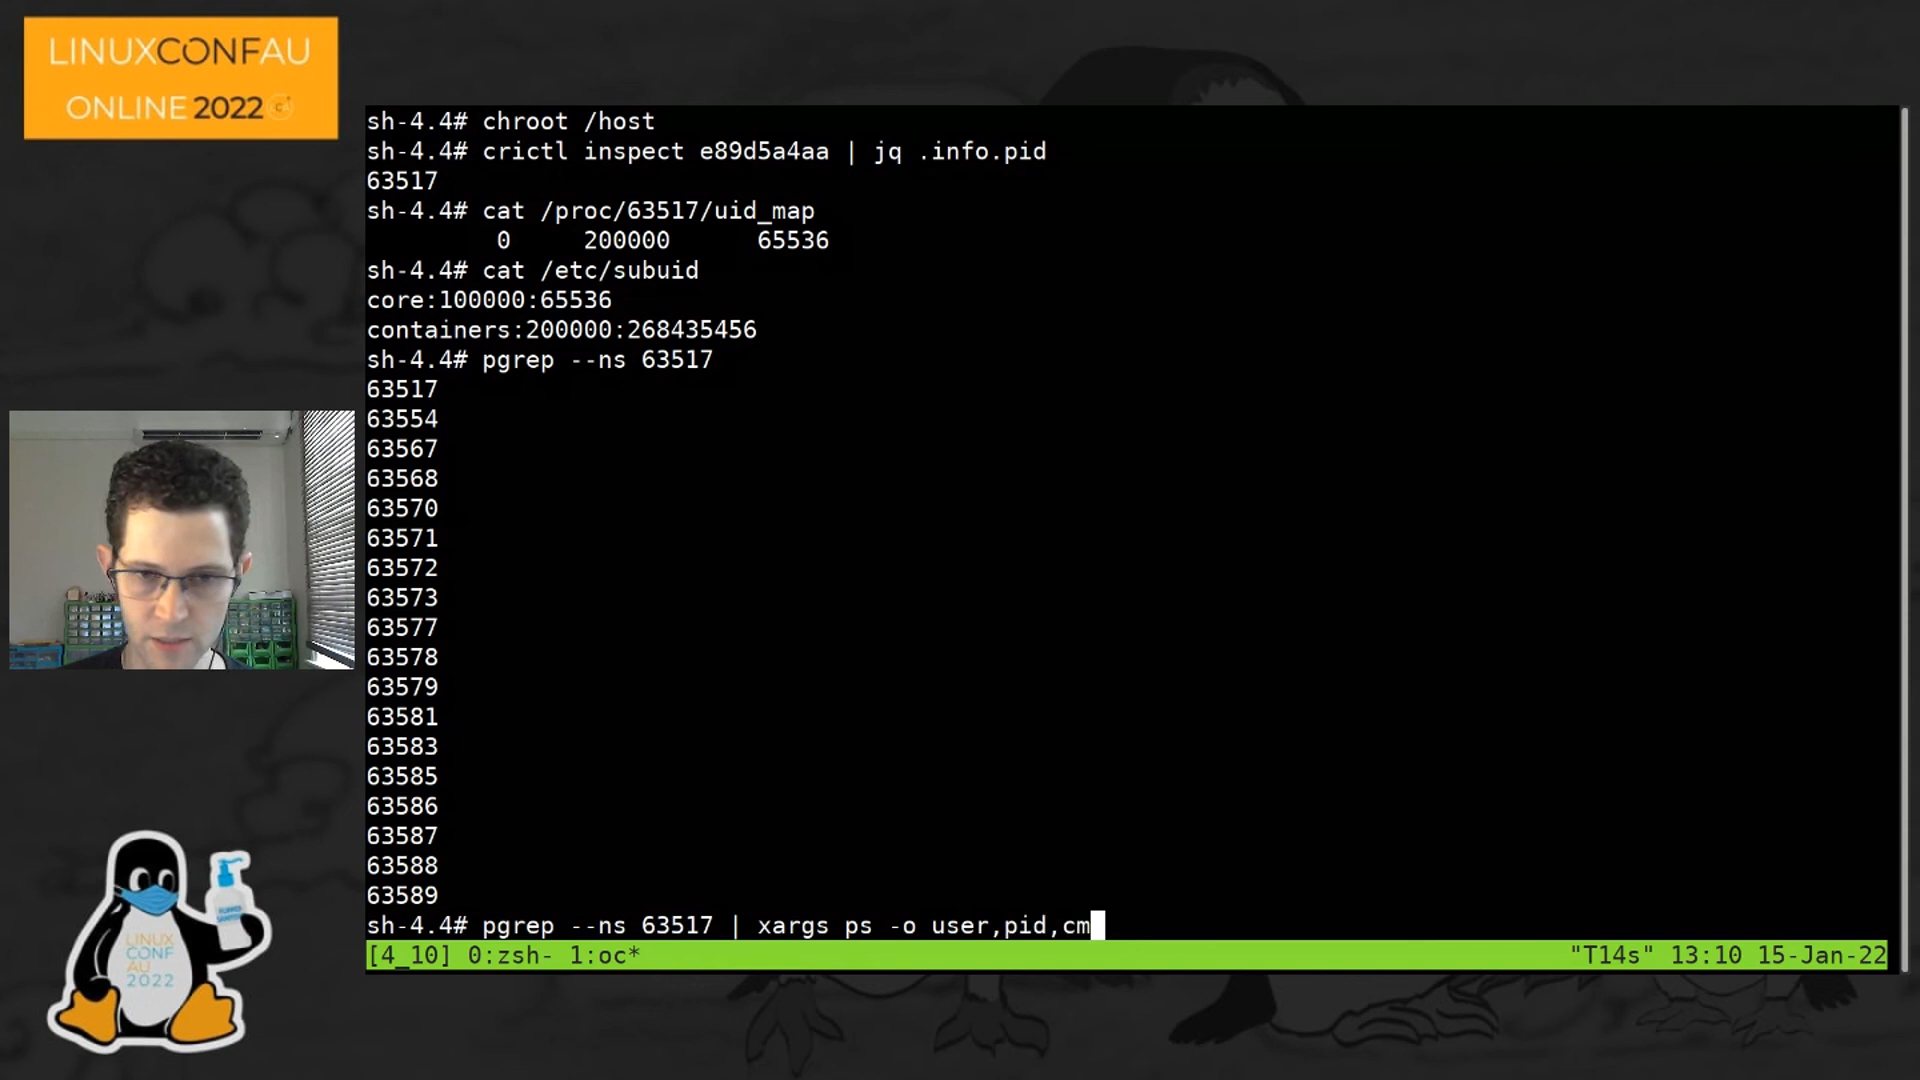 LINUXCONFAU
ONLINE 2022
sh-4.4# chroot /host
sh-4.4# crictl inspect e89d5a4aa | jq .info.pid
63517
sh-4.4# cat /proc/63517/uid_map
0 200000 65536
sh-4.4# cat /etc/subuid
core:100000:65536
containers:200000:268435456
sh-4.4# pgrep --ns 63517
63517
63554
63567
63568
63570
63571
63572
63573
63577
63578
63579
63581
63583
63585
63586
63587
63588
63589
sh-4.4# pgrep --ns 63517 | xargs ps -o user,pid,cm
[4_10] 0:zsh- 1:oc* "T14s" 13:10 15-Jan-22
LINUX
CONF
AU
2022